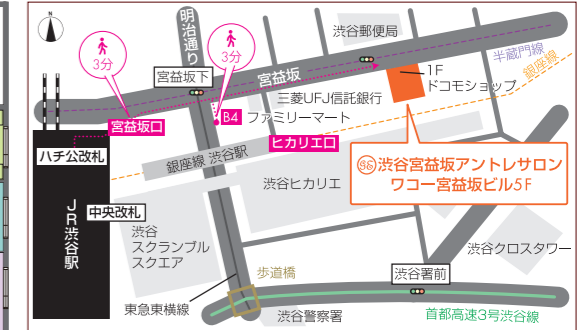 明治通り
渋谷郵便局
3分
3分
宮益坂下
宮益坂
半蔵門線
銀座線
1F
ドコモショップ
三菱UFJ信託銀行
B4 ファミリーマート
宮益坂口
ハチ公改札
ヒカリエ口
銀座線 渋谷駅
渋谷宮益坂アントレサロン
ワコー宮益坂ビル5F
渋谷ヒカリエ
中央改札
JR渋谷駅
渋谷
スクランブル
スクエア
渋谷クロスタワー
歩道橋
渋谷署前
東急東横線
渋谷警察署
首都高速3号渋谷線